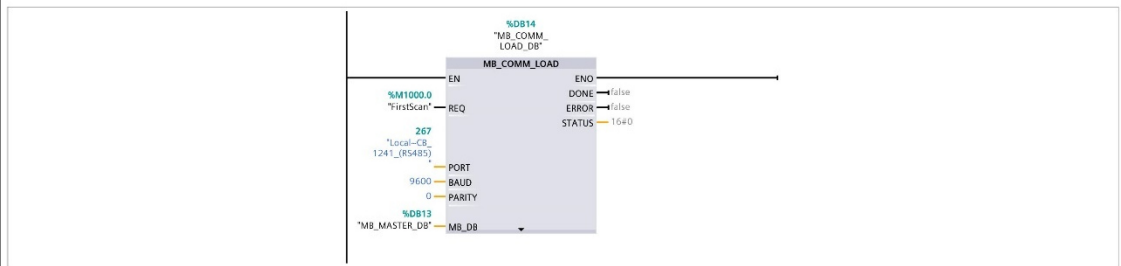 %DB14
"MB_COMM_
LOAD_DB"
MB_COMM_LOAD
EN ENO
%M1000.0 DONE false
"FirstScan" REQ ERROR false
STATUS 16#0
267
"Local~CB_
1241_(RS485)
"
PORT
9600 BAUD
0 PARITY
%DB13
"MB_MASTER_DB" MB_DB